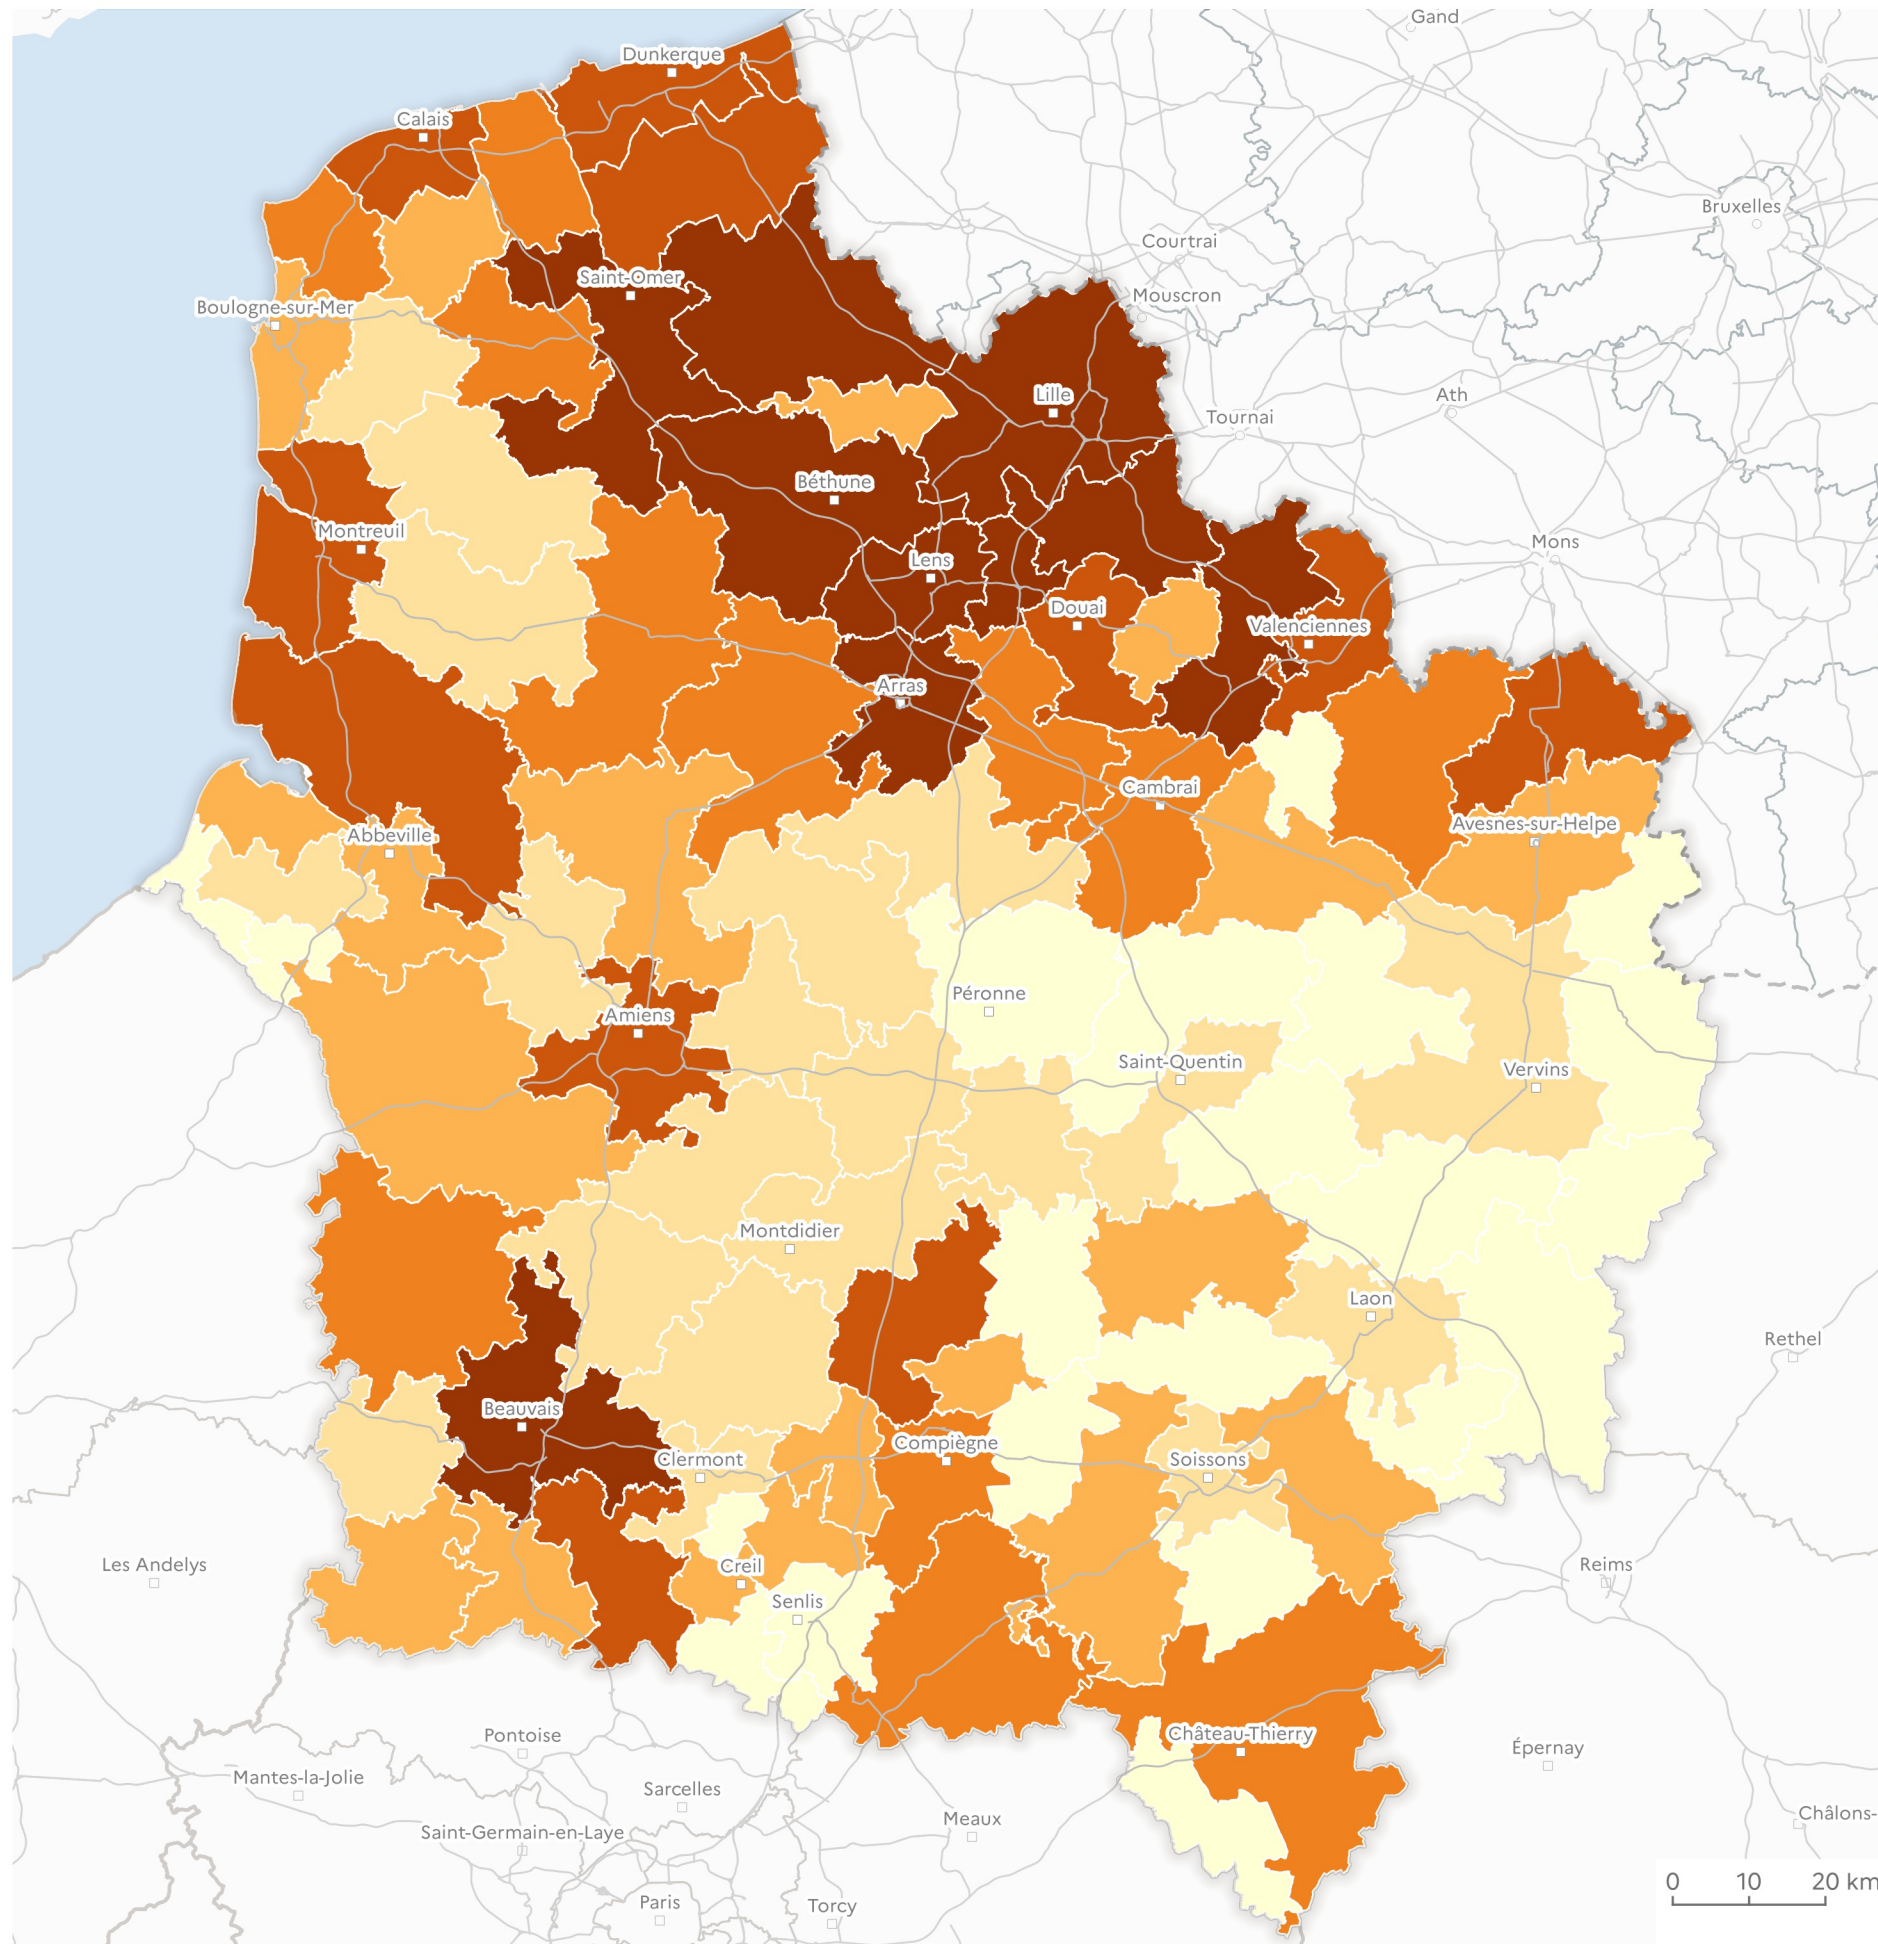 Gand
Dunkerque
Calais
Bruxelles
Courtrai
Saint-Omer
Mouscron
Boulogne-sur-Mer
Lille
Ath
Tournai
Béthune
Montreuil
Mons
Lens
Douai
Valenciennes
Arras
Cambrai
Abbeville
Avesnes-sur-Helpe
Péronne
Amiens
Saint-Quentin
Vervins
Montdidier
Laon
Rethel
Beauvais
Compiègne
Clermont
Soissons
Les Andelys
Creil
Reims
Senlis
Pontoise
Château-Thierry
Épernay
Mantes-la-Jolie
Sarcelles
Meaux
Châlons-
Saint-Germain-en-Laye
0 10 20 km
Paris
Torcy